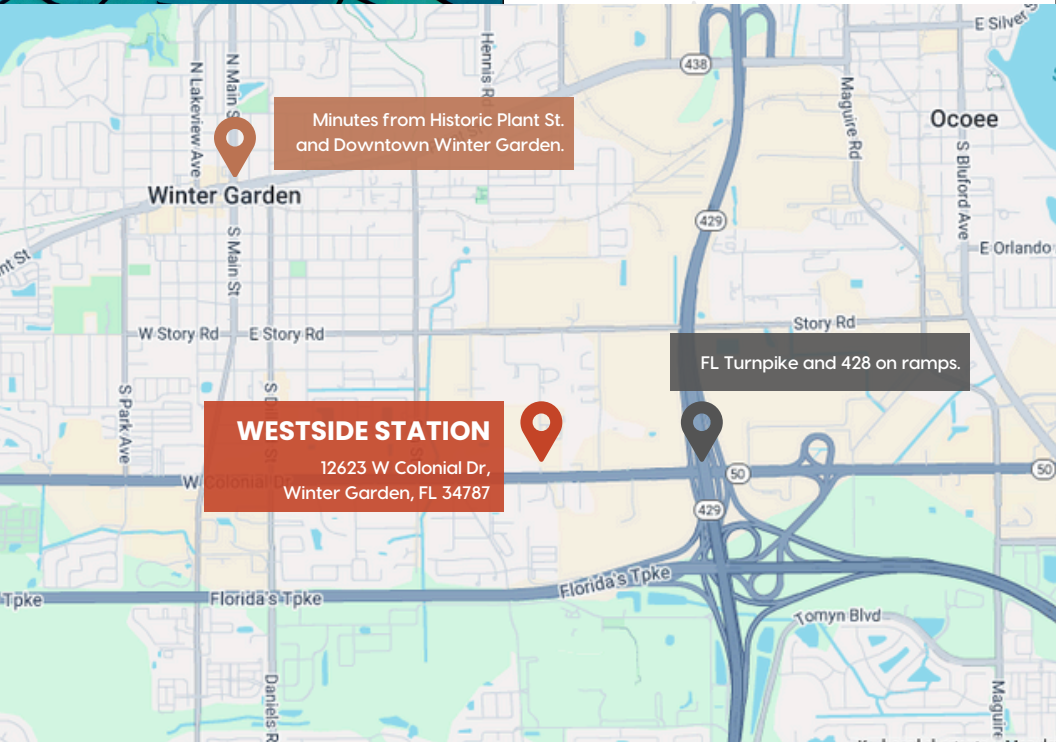 E Silver
438
Hennis Rd
N Main S
N Lakeview Ave
Maguire Rd
Minutes from Historic Plant St.
and Downtown Winter Garden.
Ocoee
S Bluford Ave
Winter Garden
429
S Main St
E Orlando
nt St
Story Rd
W Story Rd
E Story Rd
FL Turnpike and 428 on ramps.
S Park Ave
WESTSIDE STATION
12623 W Colonial Dr,
Winter Garden, FL 34787
W Colonial Dr
50
50
429
Florida's Tpke
Tpke
Florida's Tpke
Tomyn Blvd
Daniels R
Maguire